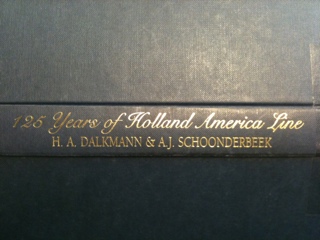 125 Years of Holland America Line
H. A. DALKMANN & A.J. SCHOONDERBEEK